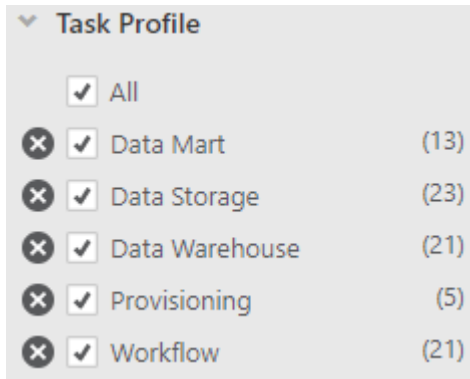 Task Profile
All
Data Mart (13)
Data Storage (23)
Data Warehouse (21)
Provisioning (5)
Workflow (21)